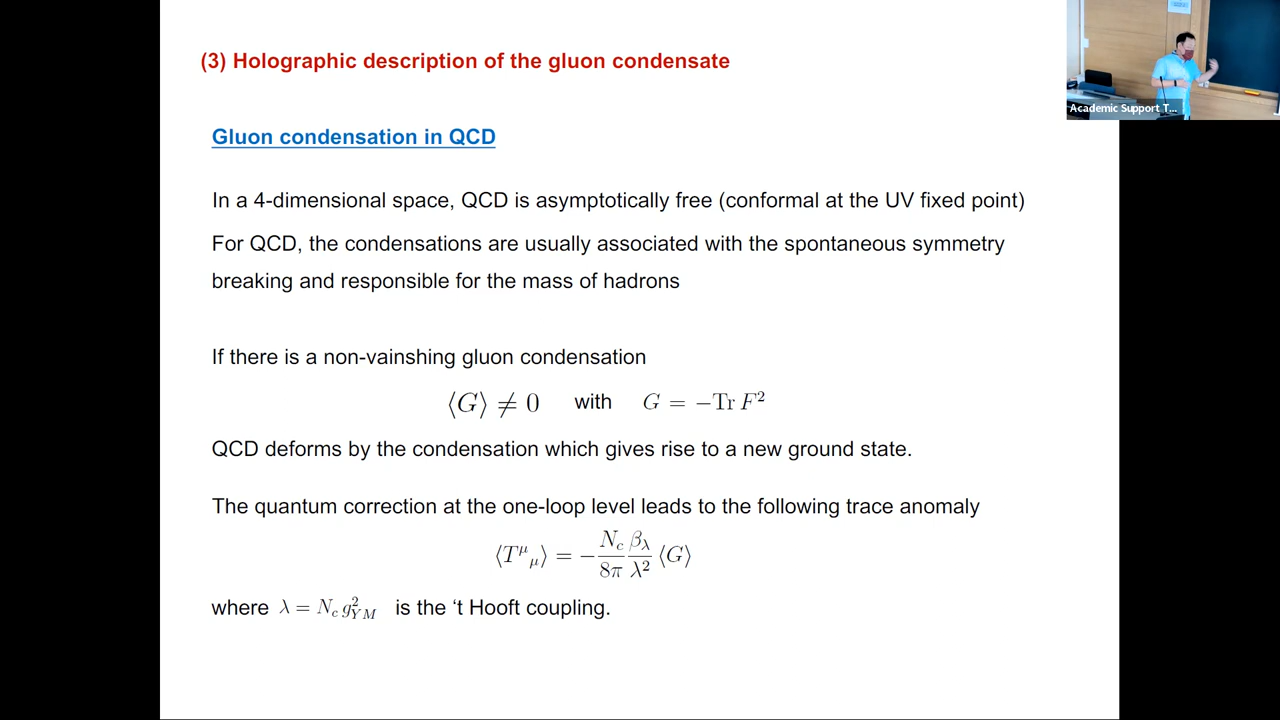 (3) Holographic description of the gluon condensate
Academic Support T...
Gluon condensation in QCD
In a 4-dimensional space, QCD is asymptotically free (conformal at the UV fixed point)
For QCD, the condensations are usually associated with the spontaneous symmetry
breaking and responsible for the mass of hadrons
If there is a non-vainshing gluon condensation
⟨G⟩ ≠ 0 with G = −Tr F²
QCD deforms by the condensation which gives rise to a new ground state.
The quantum correction at the one-loop level leads to the following trace anomaly
⟨T^μ_μ⟩ = −(N_c/8π)(β_λ/λ²)⟨G⟩
where λ = N_c g²_YM is the ‘t Hooft coupling.